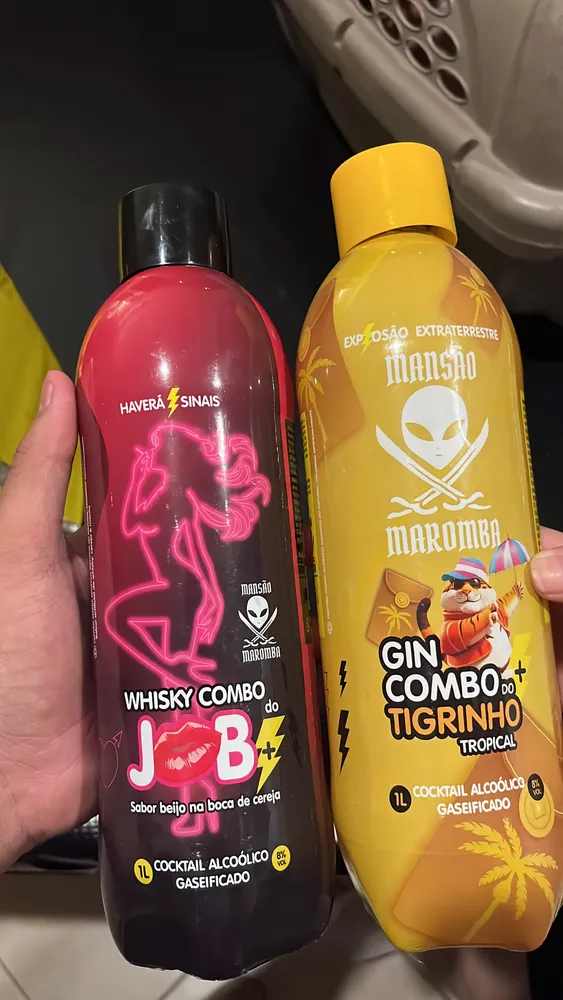 HAVERÁ SINAIS
MANSÃO
MAROMBA
WHISKY COMBO
do
JOB+
Sabor beijo na boca de cereja
1L COCKTAIL ALCOÓLICO 8% VOL
GASEIFICADO
EXPLOSÃO EXTRATERRESTRE
MANSÃO
MAROMBA
GIN
COMBO DO +
TIGRINHO
TROPICAL
1L COCKTAIL ALCOÓLICO 8% VOL
GASEIFICADO